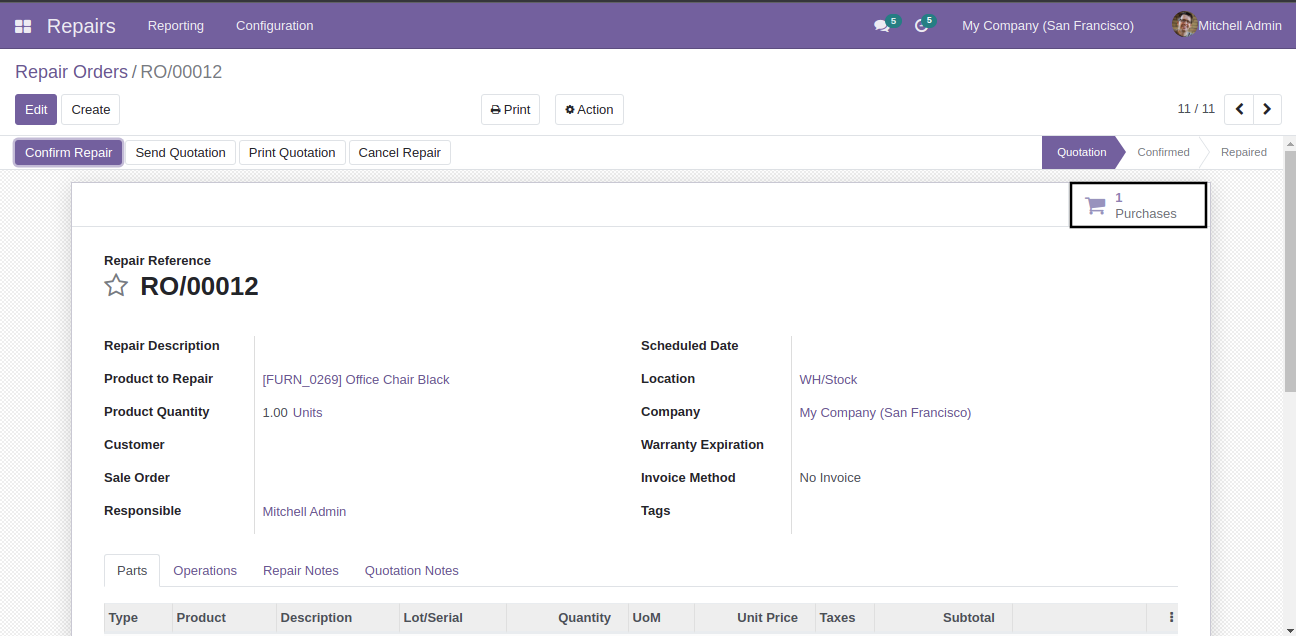 Repairs Reporting Configuration 5 5 My Company (San Francisco) Mitchell Admin
Repair Orders / RO/00012
Edit Create Print Action 11 / 11
Confirm Repair Send Quotation Print Quotation Cancel Repair Quotation Confirmed Repaired
1
Purchases
Repair Reference
RO/00012
Repair Description Scheduled Date
Product to Repair [FURN_0269] Office Chair Black Location WH/Stock
Product Quantity 1.00 Units Company My Company (San Francisco)
Customer Warranty Expiration
Sale Order Invoice Method No Invoice
Responsible Mitchell Admin Tags
Parts Operations Repair Notes Quotation Notes
Type Product Description Lot/Serial Quantity UoM Unit Price Taxes Subtotal